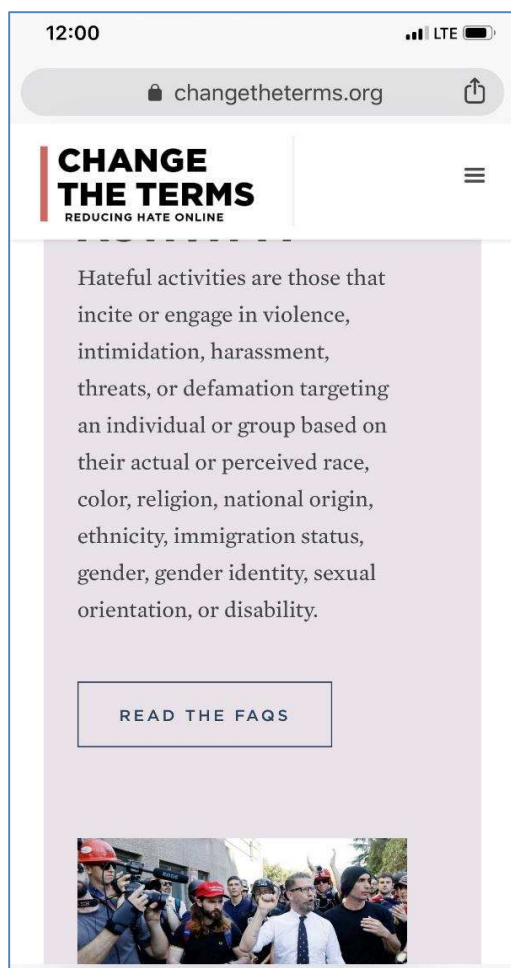 12:00
LTE
changetheterms.org
CHANGE
THE TERMS
REDUCING HATE ONLINE
Hateful activities are those that
incite or engage in violence,
intimidation, harassment,
threats, or defamation targeting
an individual or group based on
their actual or perceived race,
color, religion, national origin,
ethnicity, immigration status,
gender, gender identity, sexual
orientation, or disability.
READ THE FAQS